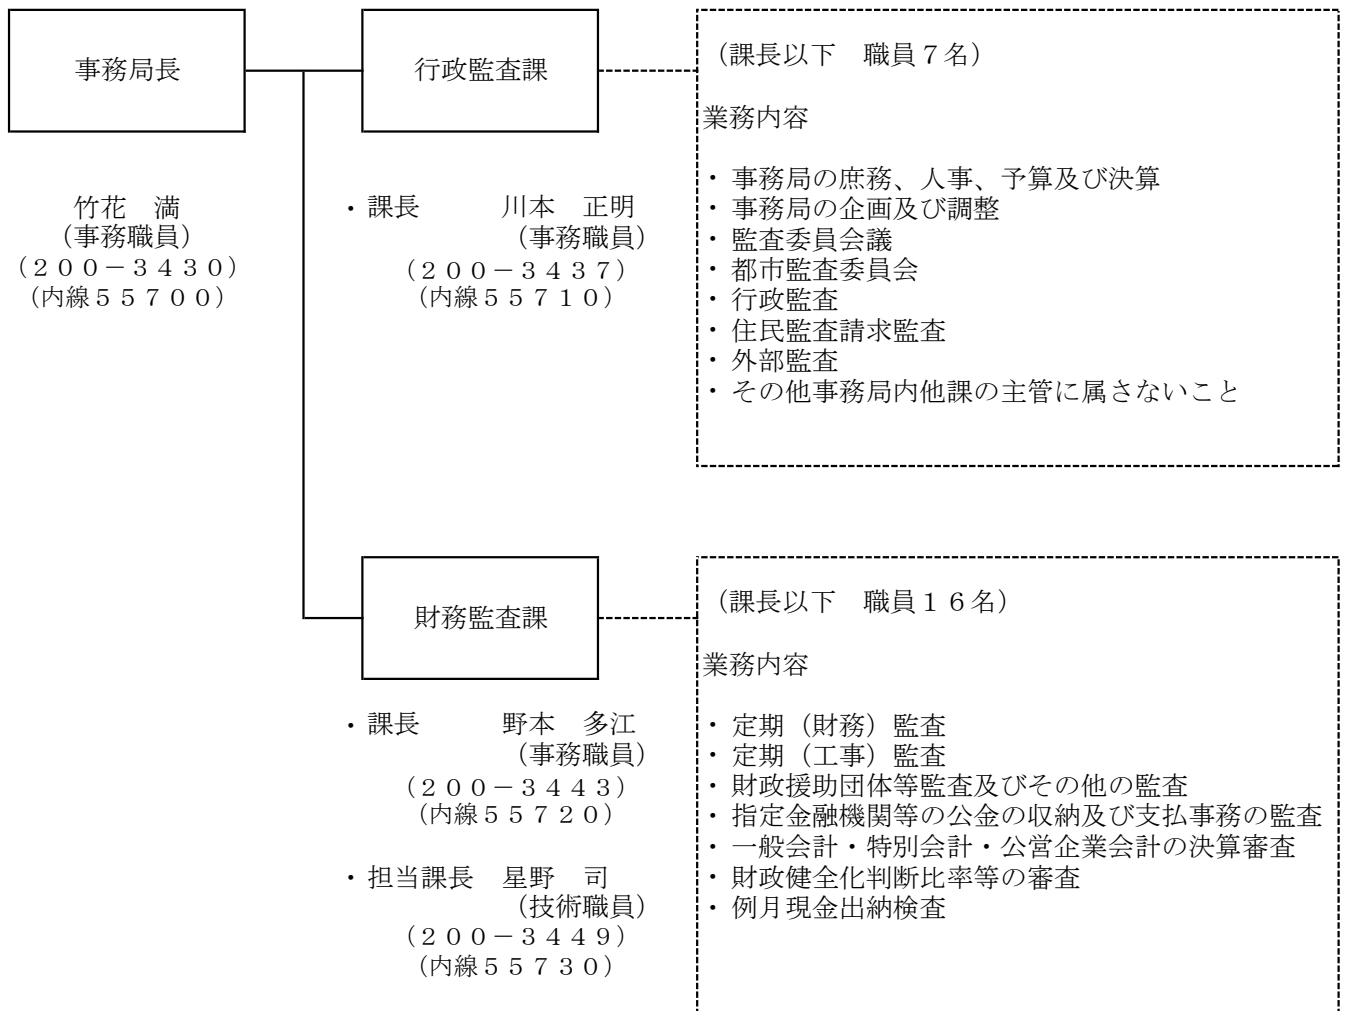 事務局長
竹花　満
(事務職員)
(２００－３４３０)
(内線５５７００)
行政監査課
・課長　　　川本　正明
(事務職員)
(２００－３４３７)
(内線５５７１０)
(課長以下　職員７名)
業務内容
・事務局の庶務、人事、予算及び決算
・事務局の企画及び調整
・監査委員会議
・都市監査委員会
・行政監査
・住民監査請求監査
・外部監査
・その他事務局内他課の主管に属さないこと
財務監査課
・課長　　　野本　多江
(事務職員)
(２００－３４４３)
(内線５５７２０)
・担当課長　星野　司
(技術職員)
(２００－３４４９)
(内線５５７３０)
(課長以下　職員１６名)
業務内容
・定期（財務）監査
・定期（工事）監査
・財政援助団体等監査及びその他の監査
・指定金融機関等の公金の収納及び支払事務の監査
・一般会計・特別会計・公営企業会計の決算審査
・財政健全化判断比率等の審査
・例月現金出納検査